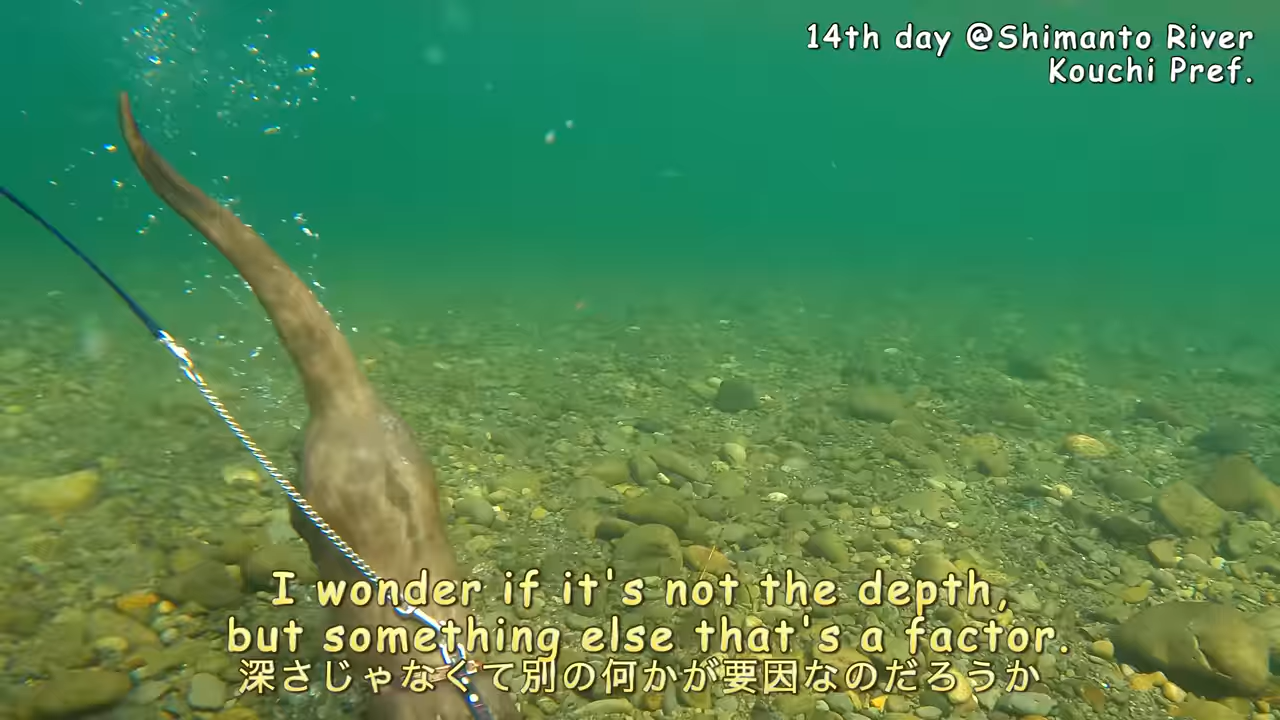 14th day @Shimanto River
Kouchi Pref.
I wonder if it's not the depth,
but something else that's a factor.
深さじゃなくて別の何かが要因なのだろうか